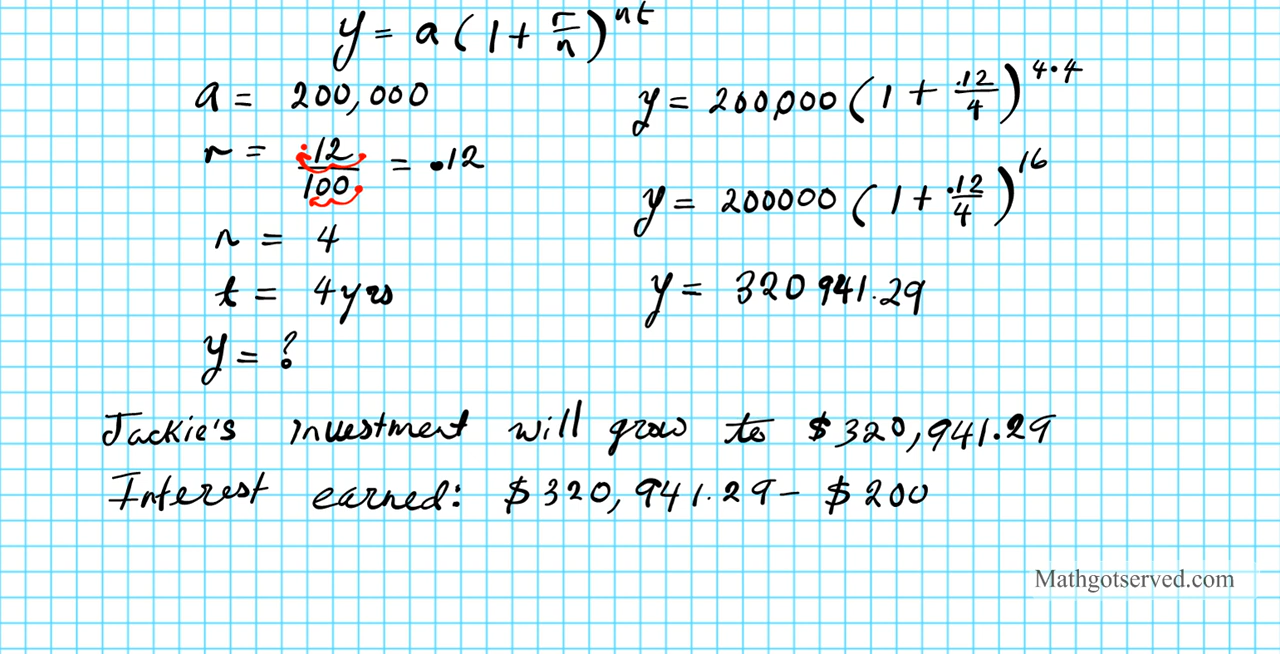 y = a(1 + r/n)^nt
a = 200,000
r = .12/100 = .12
n = 4
t = 4yrs
y = ?
y = 200,000(1 + .12/4)^4·4
y = 200000(1 + .12/4)^16
y = 320941.29
Jackie's investment will grow to $320,941.29
Interest earned: $320,941.29 - $200
Mathgotserved.com